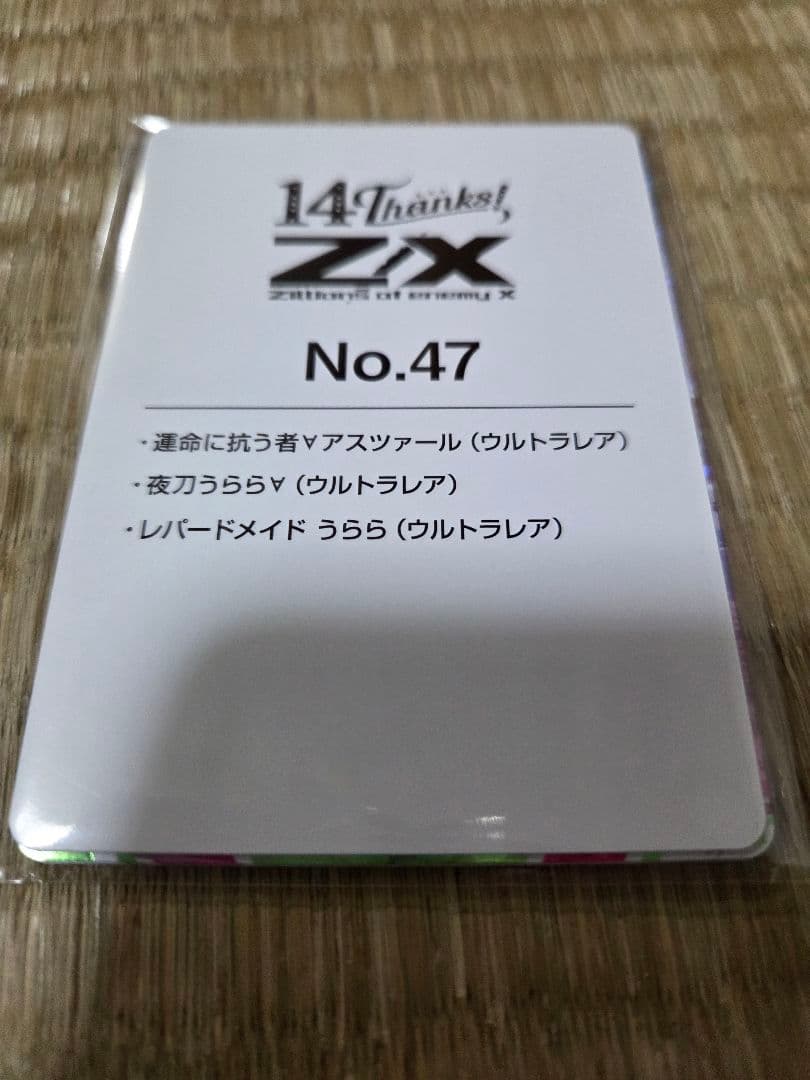 14 Thanks!,
Z/X
Zillions of enemy X
No.47
・運命に抗う者∀アスツァール（ウルトラレア）
・夜刀うらら∀（ウルトラレア）
・レパードメイド うらら（ウルトラレア）